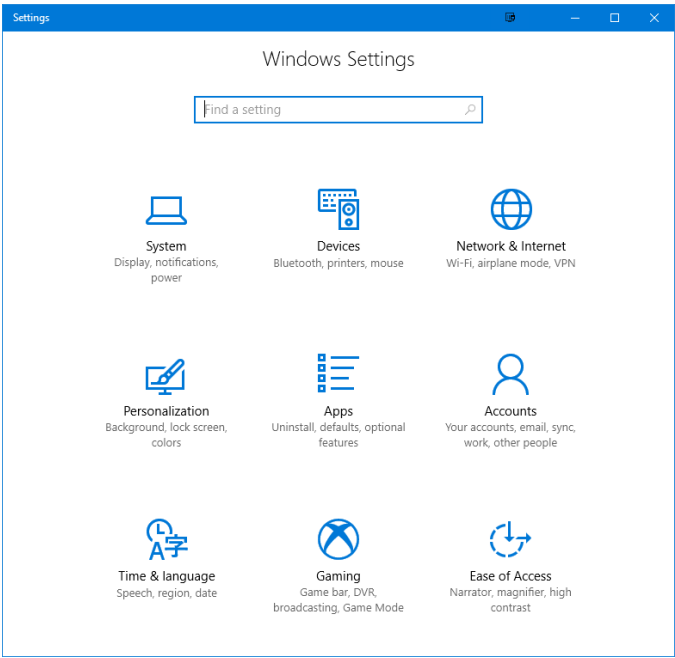 Settings
Windows Settings
Find a setting
System
Display, notifications,
power
Devices
Bluetooth, printers, mouse
Network & Internet
Wi-Fi, airplane mode, VPN
Personalization
Background, lock screen,
colors
Apps
Uninstall, defaults, optional
features
Accounts
Your accounts, email, sync,
work, other people
A字
Time & language
Speech, region, date
Gaming
Game bar, DVR,
broadcasting, Game Mode
Ease of Access
Narrator, magnifier, high
contrast